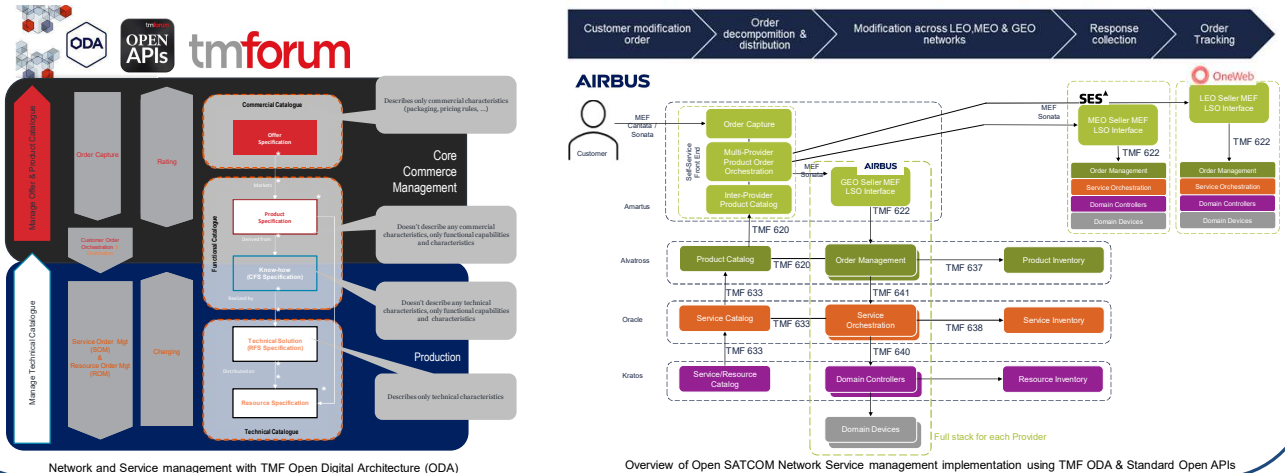 ODA
tmforum
OPEN
APIs
tmforum
Manage Offer & Product Catalogue
Order Capture
Rating
Customer Order
Orchestration
Manage Technical Catalogue
Service Order Mgt
(SOM)
&
Resource Order Mgt
(ROM)
Charging
Commercial Catalogue
Offer
Specification
Markets
Functional Catalogue
Product
Specification
Derived from
Know-how
(CFS Specification)
Realized by
Technical Solution
(RFS Specification)
Resource Specification
Technical Catalogue
Core
Commerce
Management
Production
Describes only commercial characteristics
(packaging, pricing rules, ...)
Doesn't describe any commercial
characteristics, only functional capabilities
and characteristics
Doesn't describe any technical
characteristics, only functional capabilities
and characteristics
Describes only technical characteristics
Network and Service management with TMF Open Digital Architecture (ODA)
Customer modification
order
Order
decompomition &
distribution
Modification across LEO,MEO & GEO
networks
Response
collection
Order
Tracking
AIRBUS
Customer
MEF
Cantata /
Sonata
Self-Service
Front End
Order Capture
Multi-Provider
Product Order
Orchestration
Inter-Provider
Product Catalog
MEF
Sonata
AIRBUS
GEO Seller MEF
LSO Interface
MEF
Sonata
SES
MEO Seller MEF
LSO Interface
OneWeb
LEO Seller MEF
LSO Interface
TMF 622
TMF 622
Order Management
Service Orchestration
Domain Controllers
Domain Devices
Order Management
Service Orchestration
Domain Controllers
Domain Devices
Amartus
TMF 622
TMF 620
Alvatross
Product Catalog
TMF 620
Order Management
TMF 637
Product Inventory
TMF 633
TMF 641
Oracle
Service Catalog
TMF 633
Service
Orchestration
TMF 638
Service Inventory
TMF 633
TMF 640
Kratos
Service/Resource
Catalog
Domain Controllers
Resource Inventory
Domain Devices
Full stack for each Provider
Overview of Open SATCOM Network Service management implementation using TMF ODA & Standard Open APIs